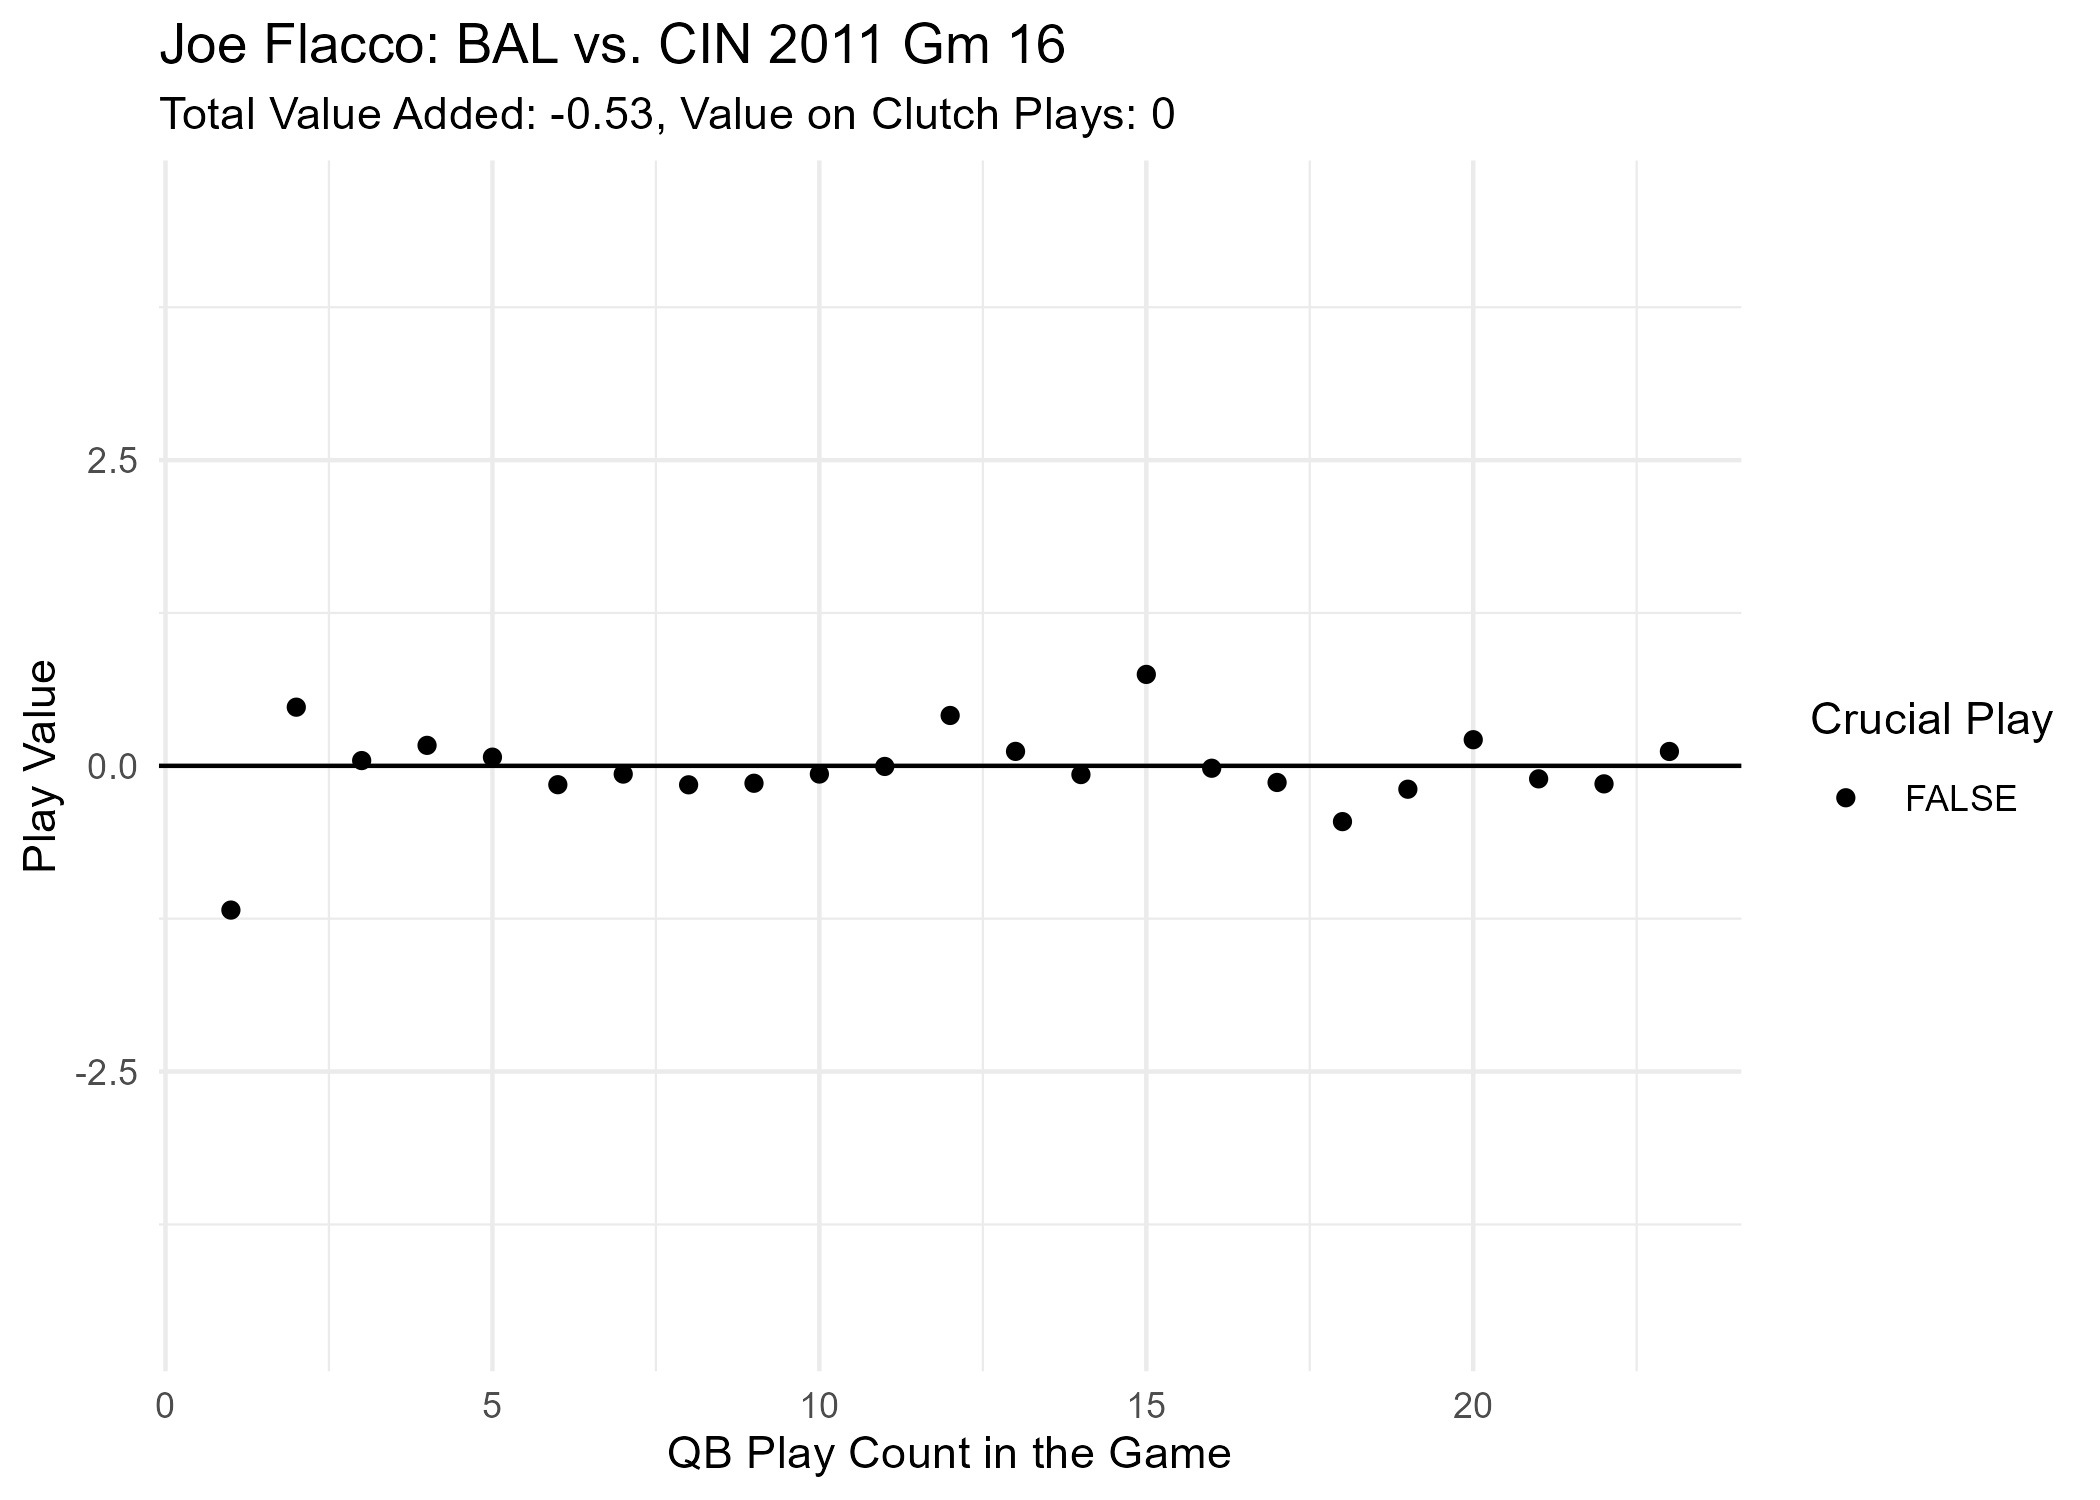 Joe Flacco: BAL vs. CIN 2011 Gm 16
Total Value Added: -0.53, Value on Clutch Plays: 0
2.5
0.0
-2.5
Play Value
0 5 10 15 20
QB Play Count in the Game
Crucial Play
FALSE